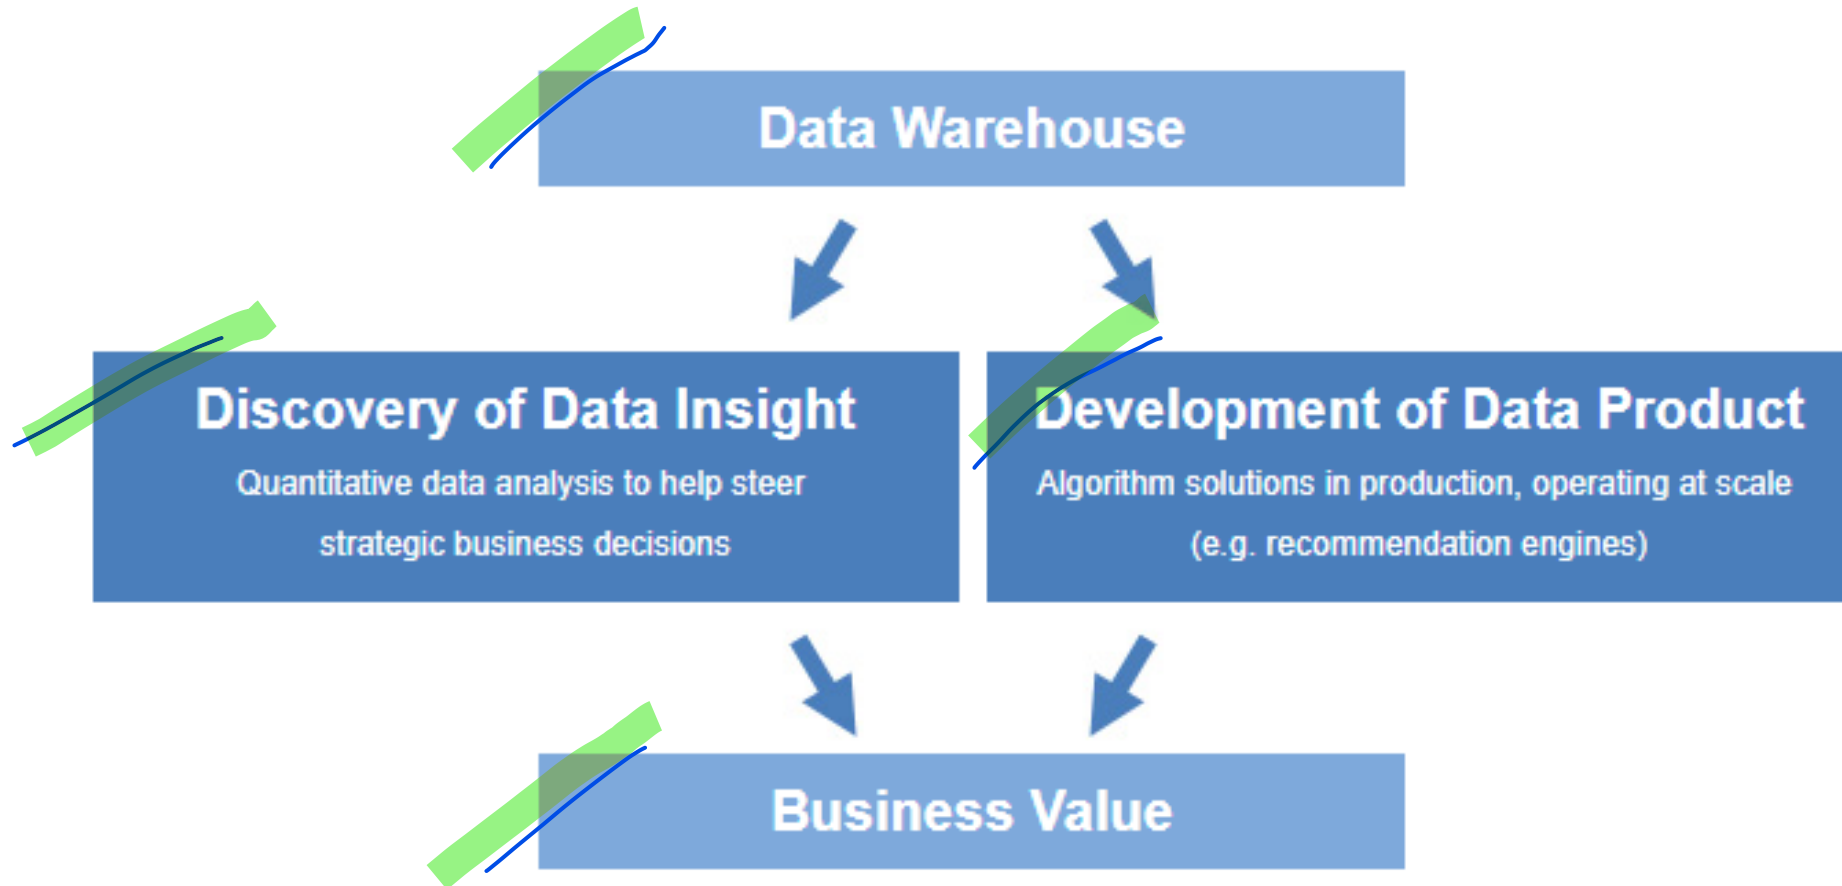 Data Warehouse
Discovery of Data Insight
Quantitative data analysis to help steer
strategic business decisions
Development of Data Product
Algorithm solutions in production, operating at scale
(e.g. recommendation engines)
Business Value